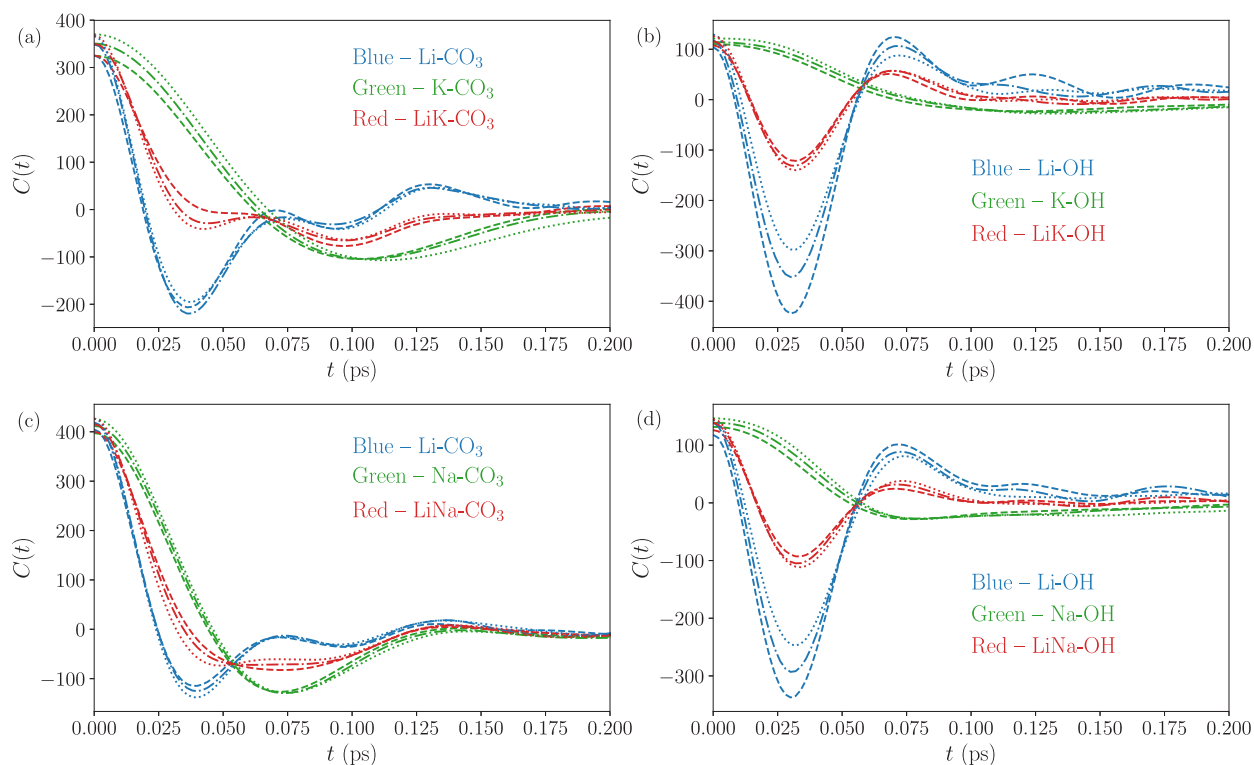 (a)
Blue – Li-CO₃
Green – K-CO₃
Red – LiK-CO₃
C(t)
400
300
200
100
0
−100
−200
0.000 0.025 0.050 0.075 0.100 0.125 0.150 0.175 0.200
t (ps)
(b)
Blue – Li-OH
Green – K-OH
Red – LiK-OH
C(t)
100
0
−100
−200
−300
−400
0.000 0.025 0.050 0.075 0.100 0.125 0.150 0.175 0.200
t (ps)
(c)
Blue – Li-CO₃
Green – Na-CO₃
Red – LiNa-CO₃
C(t)
400
300
200
100
0
−100
0.000 0.025 0.050 0.075 0.100 0.125 0.150 0.175 0.200
t (ps)
(d)
Blue – Li-OH
Green – Na-OH
Red – LiNa-OH
C(t)
100
0
−100
−200
−300
0.000 0.025 0.050 0.075 0.100 0.125 0.150 0.175 0.200
t (ps)